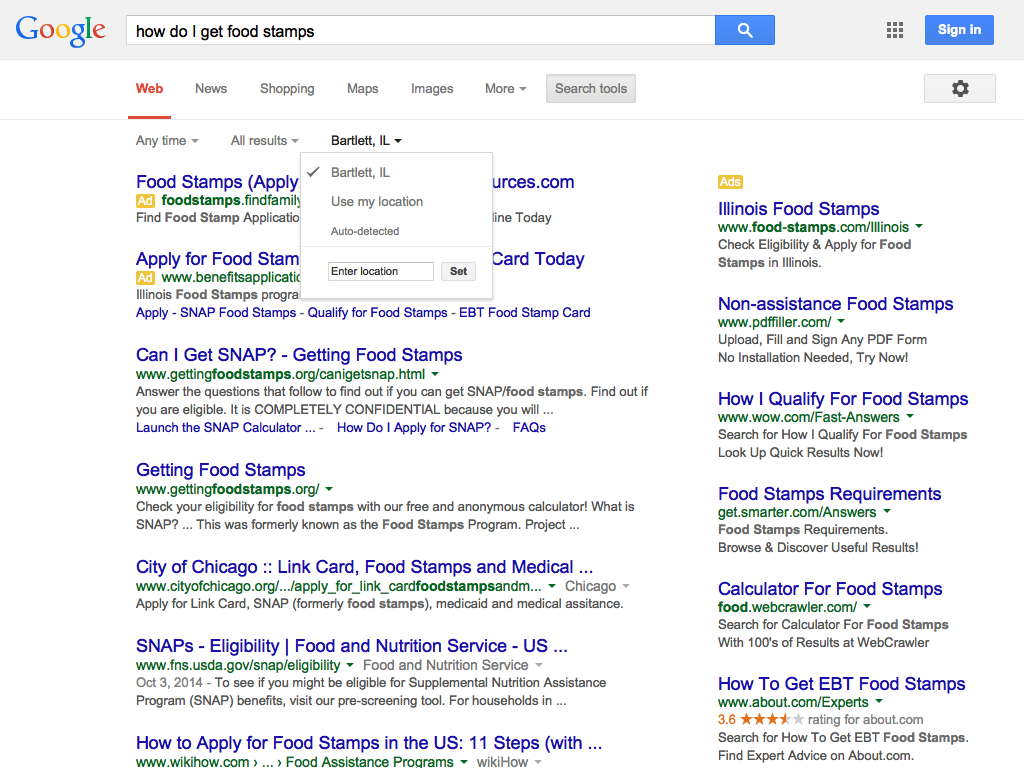 Google
how do I get food stamps
Sign in
Web News Shopping Maps Images More Search tools
Any time All results Bartlett, IL
Bartlett, IL
Use my location
Auto-detected
Enter location Set
Food Stamps (Apply urces.com
Ad foodstamps.findfamily
Find Food Stamp Applicatio line Today
Apply for Food Stam Card Today
Ad www.benefitsapplicatio
Illinois Food Stamps progra
Apply - SNAP Food Stamps - Qualify for Food Stamps - EBT Food Stamp Card
Can I Get SNAP? - Getting Food Stamps
www.gettingfoodstamps.org/canigetsnap.html
Answer the questions that follow to find out if you can get SNAP/food stamps. Find out if
you are eligible. It is COMPLETELY CONFIDENTIAL because you will ...
Launch the SNAP Calculator ... - How Do I Apply for SNAP? - FAQs
Getting Food Stamps
www.gettingfoodstamps.org/
Check your eligibility for food stamps with our free and anonymous calculator! What is
SNAP? ... This was formerly known as the Food Stamps Program. Project ...
City of Chicago :: Link Card, Food Stamps and Medical ...
www.cityofchicago.org/.../apply_for_link_cardfoodstampsandm... Chicago
Apply for Link Card, SNAP (formerly food stamps), medicaid and medical assitance.
SNAPs - Eligibility | Food and Nutrition Service - US ...
www.fns.usda.gov/snap/eligibility Food and Nutrition Service
Oct 3, 2014 - To see if you might be eligible for Supplemental Nutrition Assistance
Program (SNAP) benefits, visit our pre-screening tool. For households in ...
How to Apply for Food Stamps in the US: 11 Steps (with ...
www.wikihow.com › ... › Food Assistance Programs wikiHow
Ads
Illinois Food Stamps
www.food-stamps.com/Illinois
Check Eligibility & Apply for Food
Stamps in Illinois.
Non-assistance Food Stamps
www.pdffiller.com/
Upload, Fill and Sign Any PDF Form
No Installation Needed, Try Now!
How I Qualify For Food Stamps
www.wow.com/Fast-Answers
Search for How I Qualify For Food Stamps
Look Up Quick Results Now!
Food Stamps Requirements
get.smarter.com/Answers
Food Stamps Requirements.
Browse & Discover Useful Results!
Calculator For Food Stamps
food.webcrawler.com/
Search for Calculator For Food Stamps
With 100's of Results At WebCrawler
How To Get EBT Food Stamps
www.about.com/Experts
3.6 rating for about.com
Search for How To Get EBT Food Stamps.
Find Expert Advice on About.com.